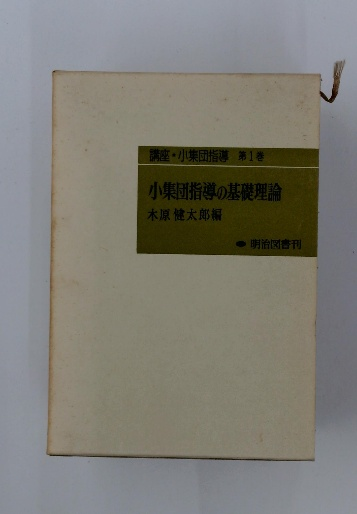 講座・小集団指導 第1巻
小集団指導の基礎理論
木原健太郎編
明治図書刊